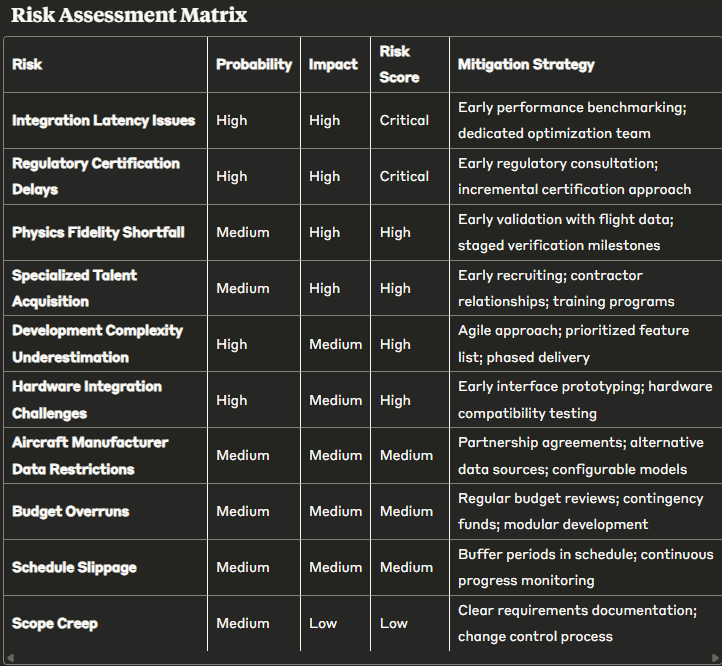 Risk Assessment Matrix
Risk Probability Impact Risk Score Mitigation Strategy
Integration Latency Issues High High Critical Early performance benchmarking;
dedicated optimization team
Regulatory Certification Delays High High Critical Early regulatory consultation;
incremental certification approach
Physics Fidelity Shortfall Medium High High Early validation with flight data;
staged verification milestones
Specialized Talent Acquisition Medium High High Early recruiting; contractor
relationships; training programs
Development Complexity Underestimation High Medium High Agile approach; prioritized feature
list; phased delivery
Hardware Integration Challenges High Medium High Early interface prototyping; hardware
compatibility testing
Aircraft Manufacturer Data Restrictions Medium Medium Medium Partnership agreements; alternative
data sources; configurable models
Budget Overruns Medium Medium Medium Regular budget reviews; contingency
funds; modular development
Schedule Slippage Medium Medium Medium Buffer periods in schedule; continuous
progress monitoring
Scope Creep Medium Low Low Clear requirements documentation;
change control process